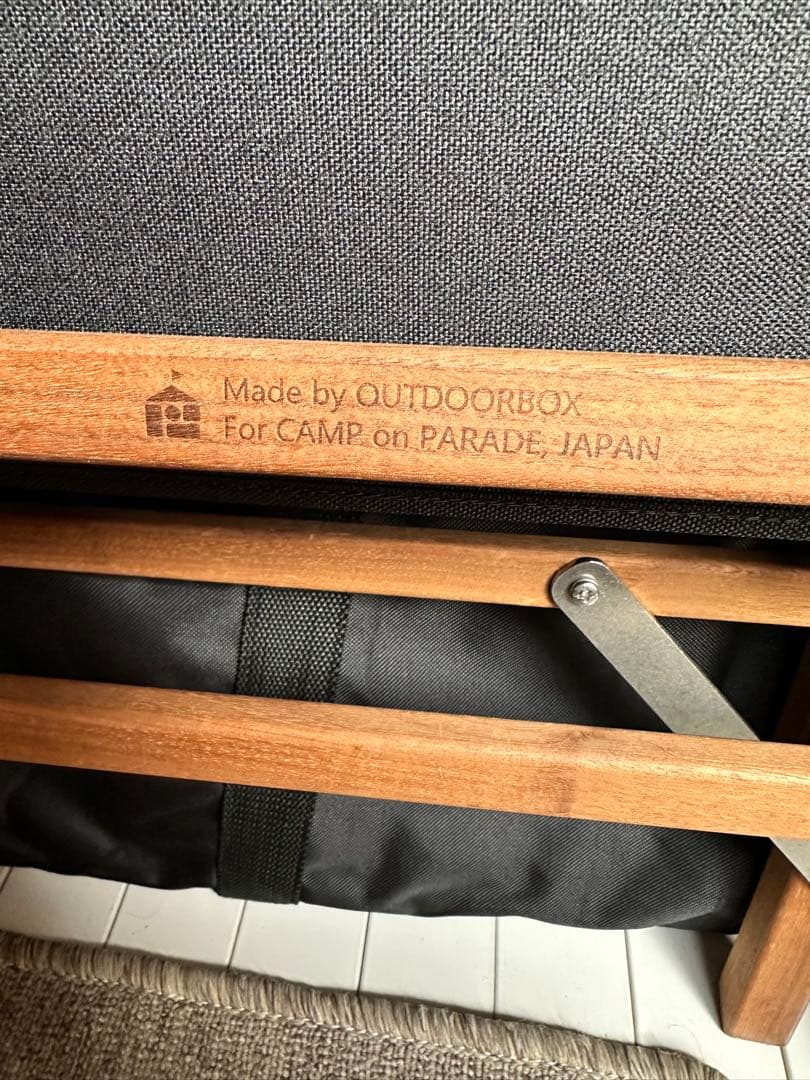 Made by OUTDOORBOX
For CAMP on PARADE, JAPAN